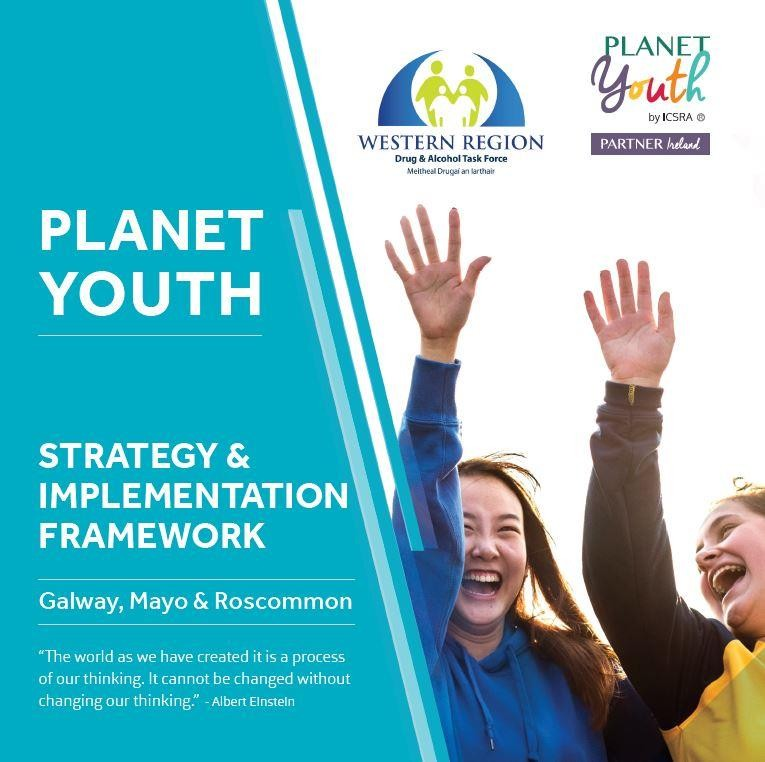 PLANET
Youth
by ICSRA ®
PARTNER Ireland
WESTERN REGION
Drug & Alcohol Task Force
Meitheal Drugaí an Iarthair
PLANET
YOUTH
STRATEGY &
IMPLEMENTATION
FRAMEWORK
Galway, Mayo & Roscommon
“The world as we have created it is a process
of our thinking. It cannot be changed without
changing our thinking.” - Albert EInsteIn